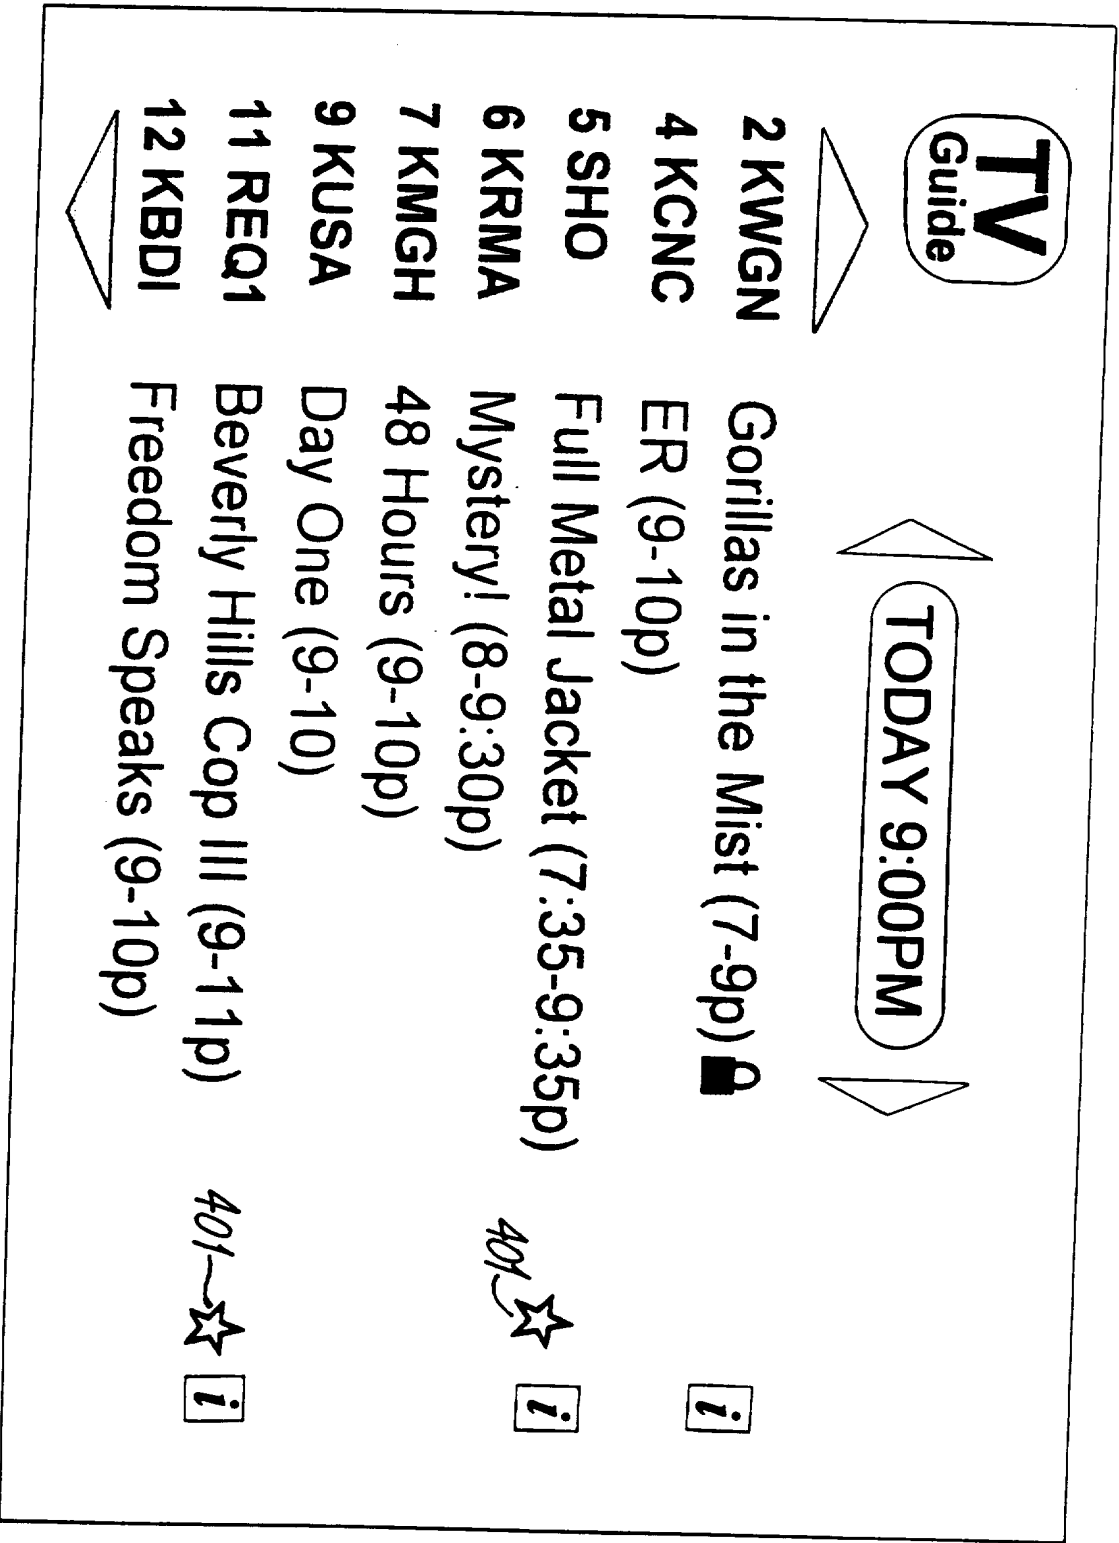 TV
Guide
TODAY 9:00PM
2 KWGN Gorillas in the Mist (7-9p) i
4 KCNC ER (9-10p)
5 SHO Full Metal Jacket (7:35-9:35p) 401 i
6 KRMA Mystery! (8-9:30p)
7 KMGH 48 Hours (9-10p)
9 KUSA Day One (9-10)
11 REQ1 Beverly Hills Cop III (9-11p) 401 i
12 KBDI Freedom Speaks (9-10p)